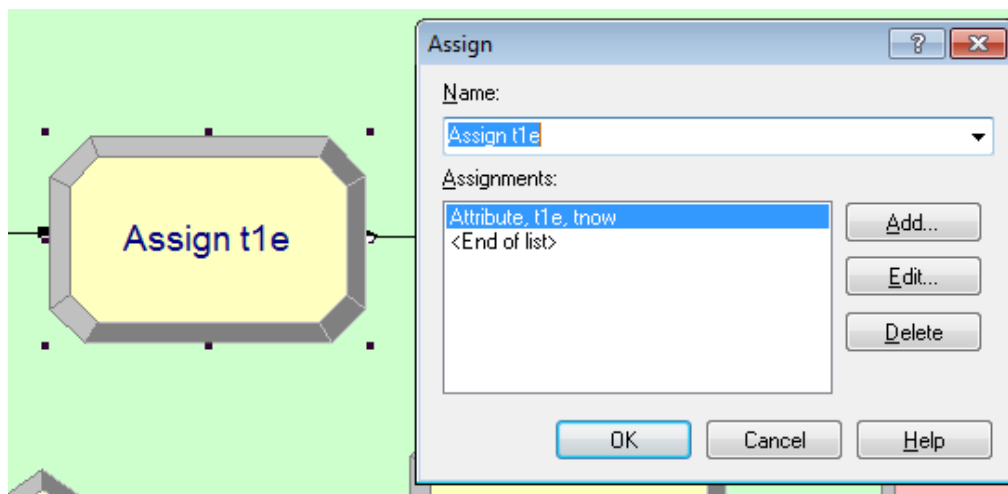 Assign
Name:
Assign t1e
Assignments:
Attribute, t1e, tnow
<End of list>
Add...
Edit...
Delete
OK
Cancel
Help
Assign t1e